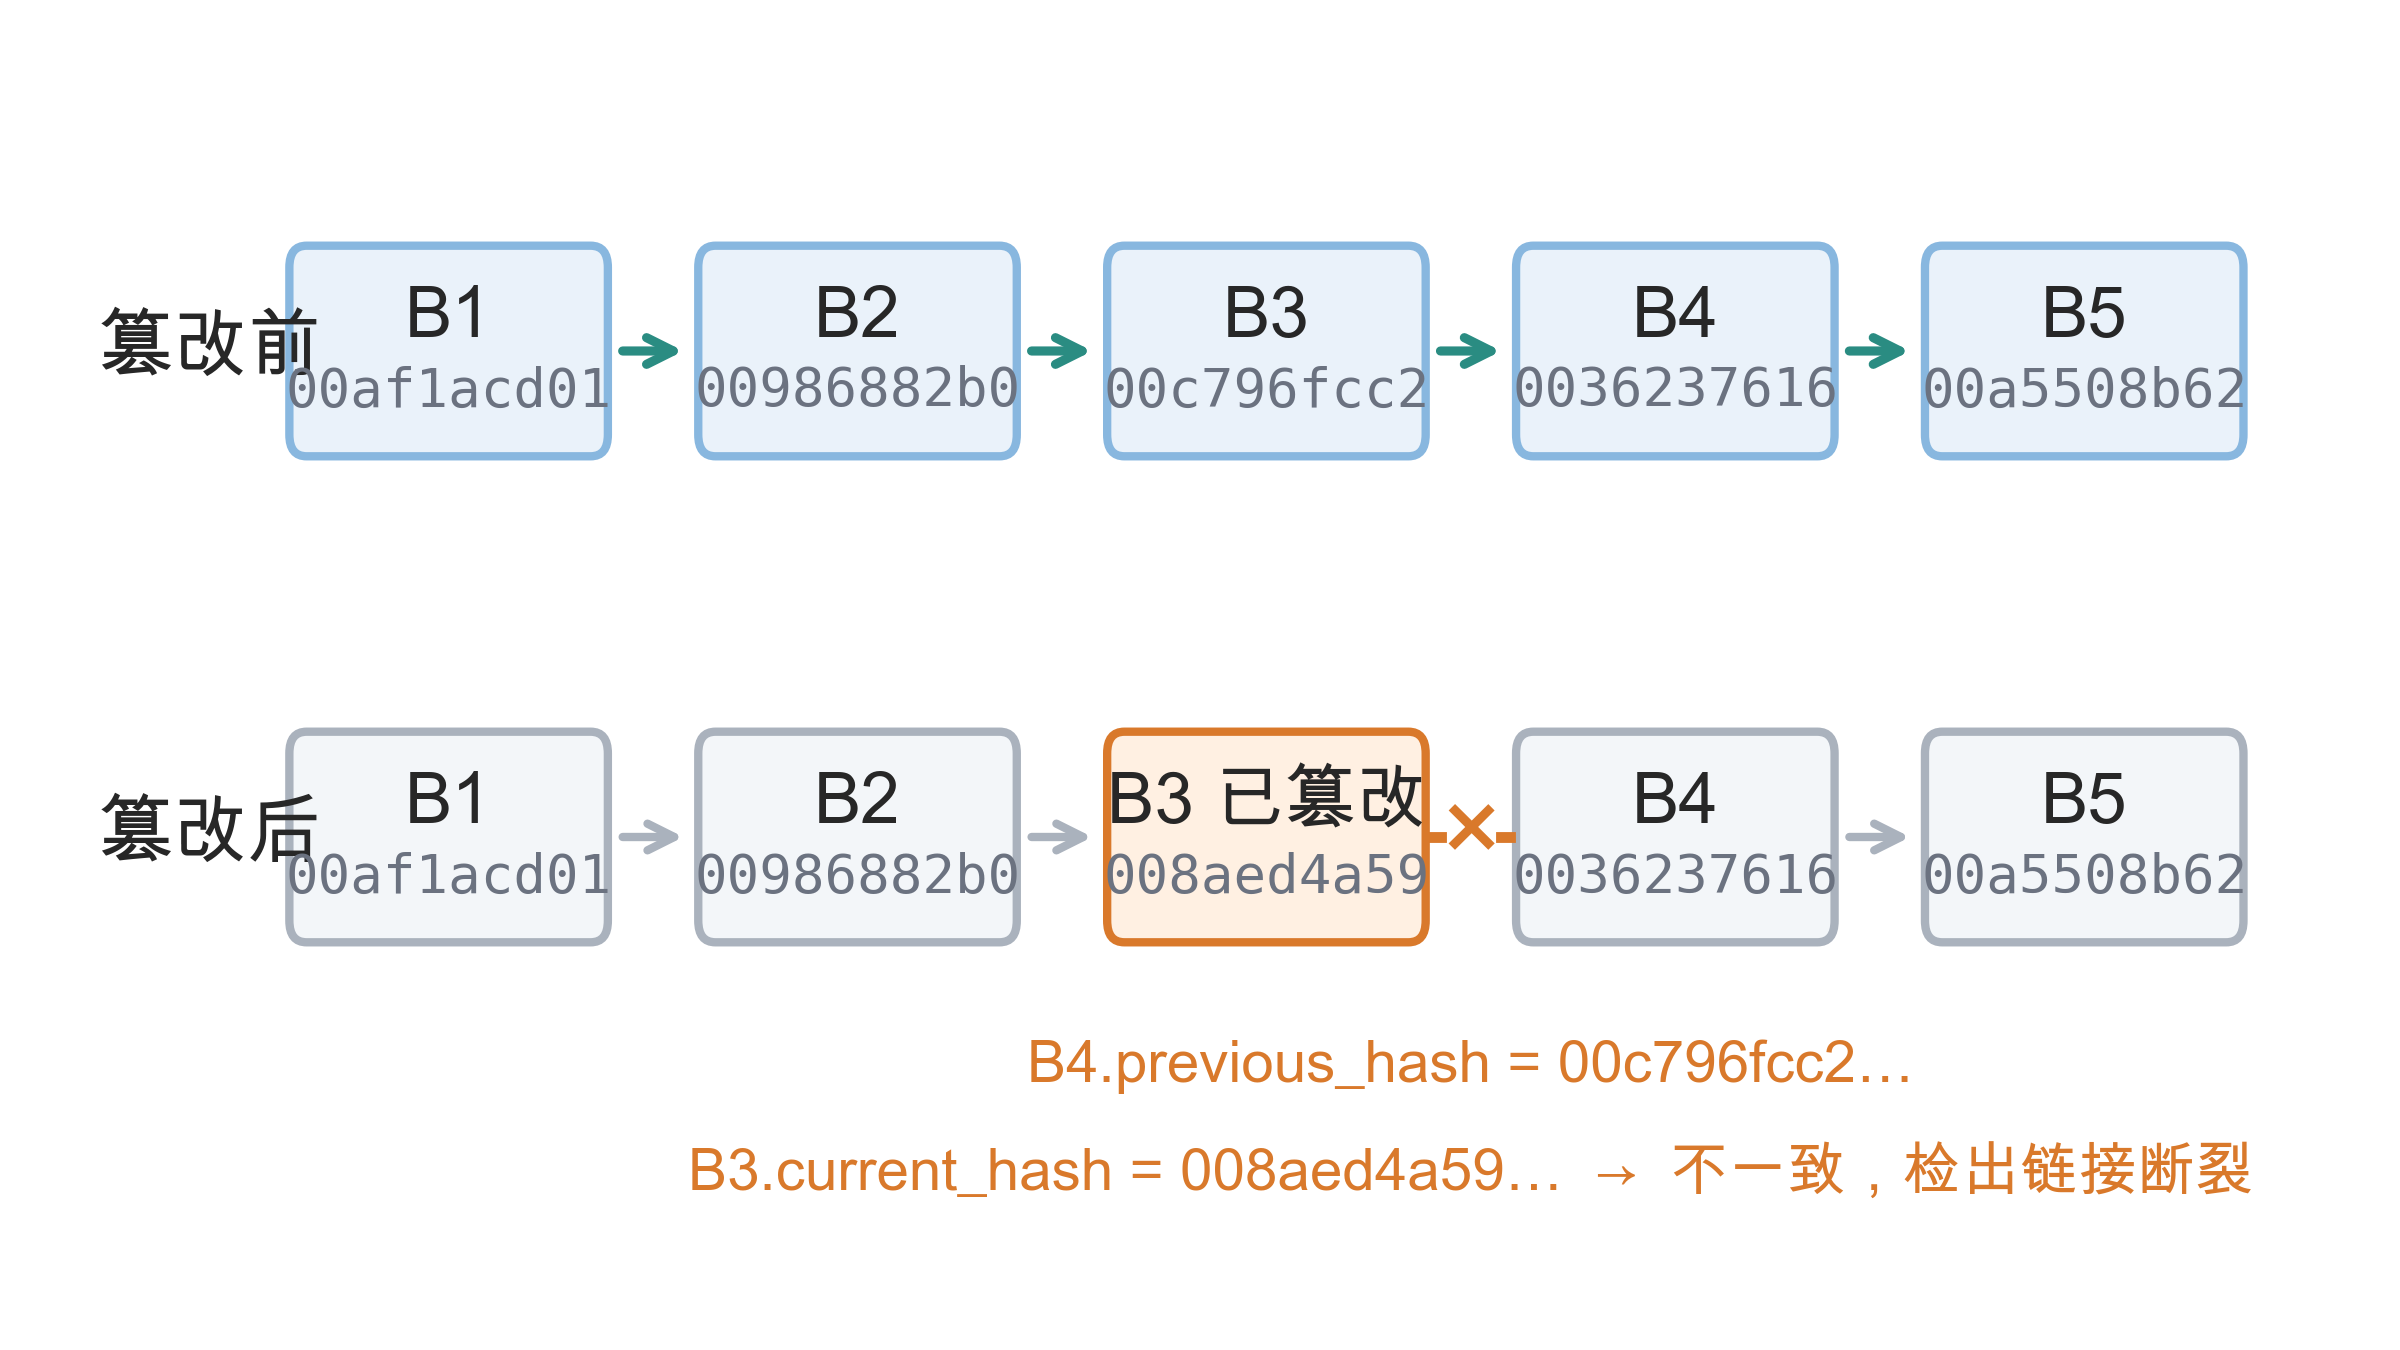 篡改前
B1
00af1acd01
B2
00986882b0
B3
00c796fcc2
B4
0036237616
B5
00a5508b62
篡改后
B1
00af1acd01
B2
00986882b0
B3 已篡改
008aed4a59
B4
0036237616
B5
00a5508b62
B4.previous_hash = 00c796fcc2…
B3.current_hash = 008aed4a59… → 不一致，检出链接断裂